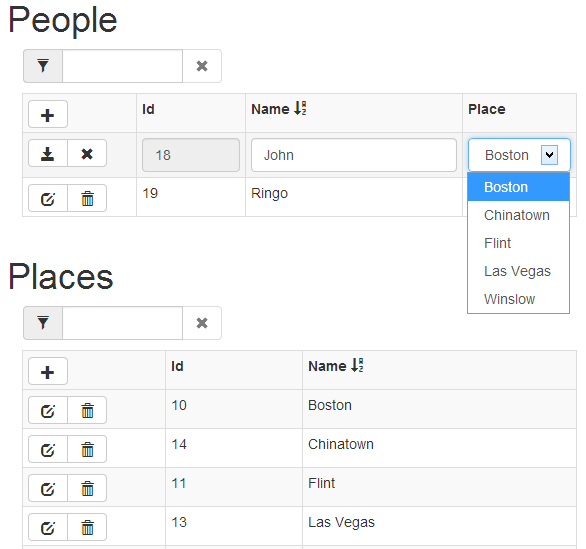 People
Id Name Place
18 John Boston
Boston
19 Ringo
Chinatown
Flint
Las Vegas
Winslow
Places
Id Name
10 Boston
14 Chinatown
11 Flint
13 Las Vegas